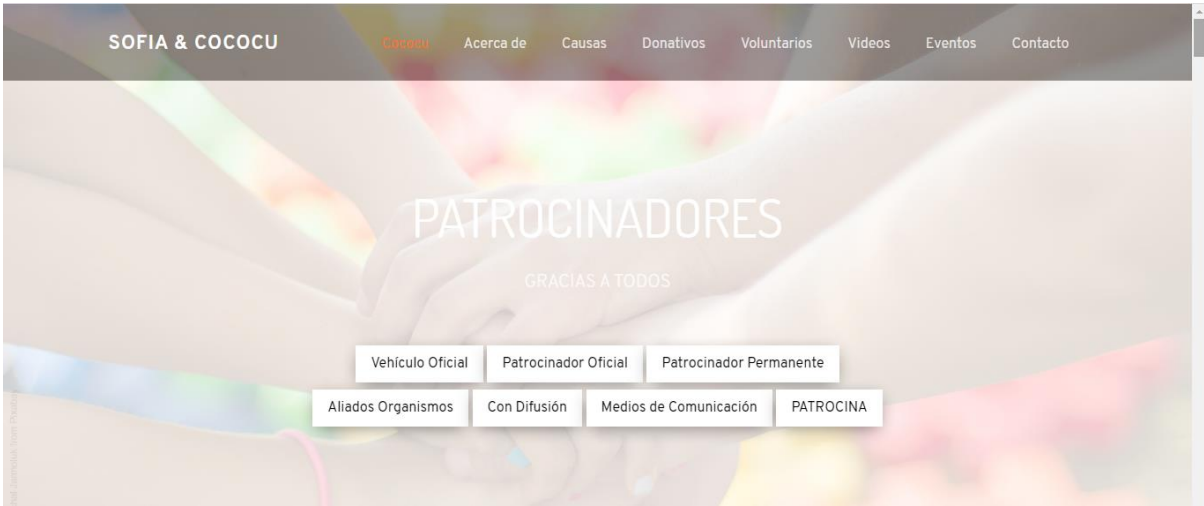 SOFIA & COCOCU Cococu Acerca de Causas Donativos Voluntarios Videos Eventos Contacto
PATROCINADORES
GRACIAS A TODOS
Vehículo Oficial Patrocinador Oficial Patrocinador Permanente
Aliados Organismos Con Difusión Medios de Comunicación PATROCINA